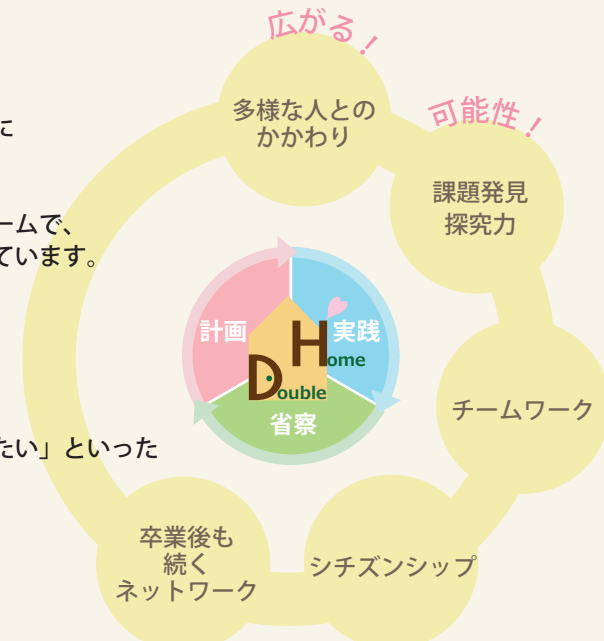 広がる！
多様な人との
かかわり
可能性！
課題発見
探究力
に
ームで、
ています。
計画
実践
Home
Double
省察
チームワーク
たい」といった
卒業後も
続く
ネットワーク
シチズンシップ